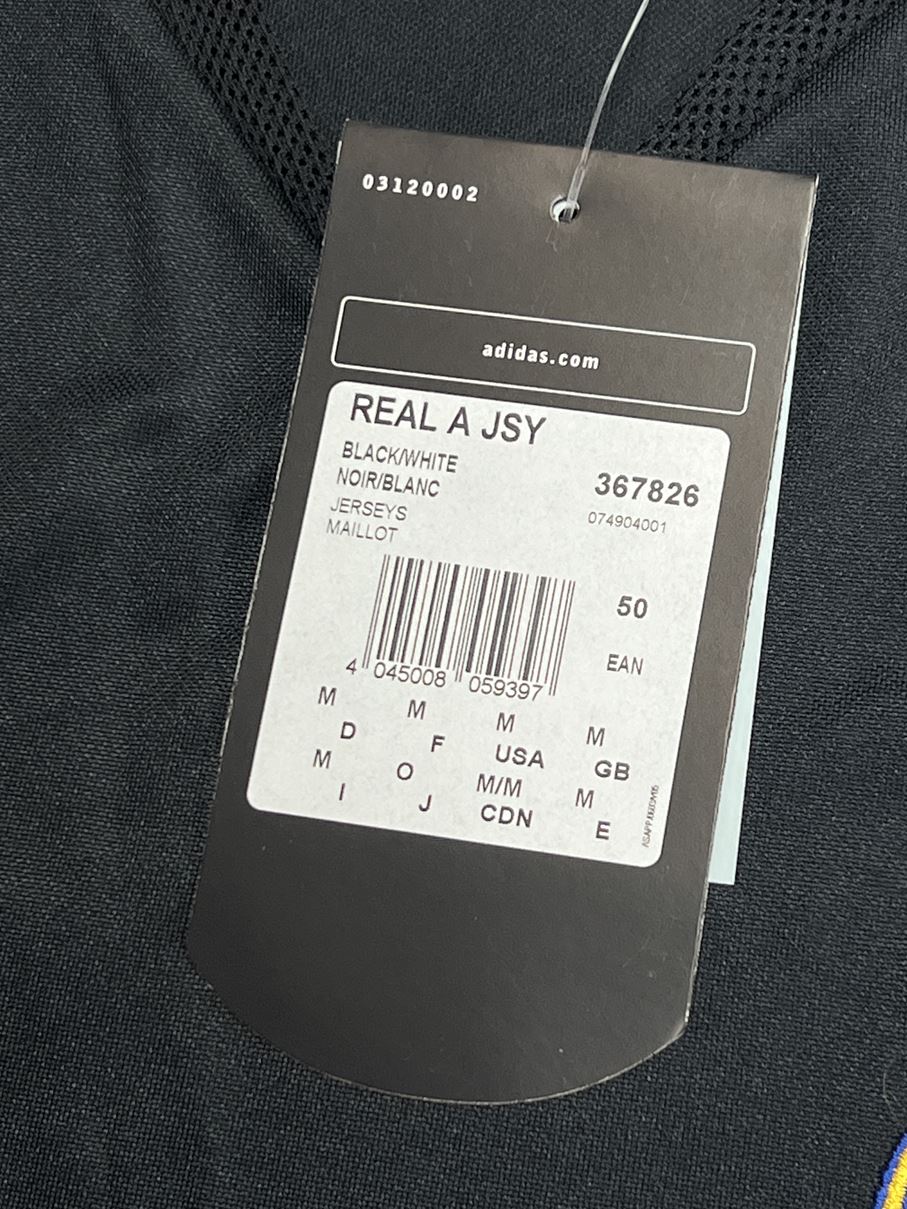 03120002
adidas.com
REAL A JSY
BLACK/WHITE
NOIR/BLANC
367826
JERSEYS
074904001
MAILLOT
50
EAN
4 045008 059397
M M M M
D F USA GB
M O M/M M
I J CDN E